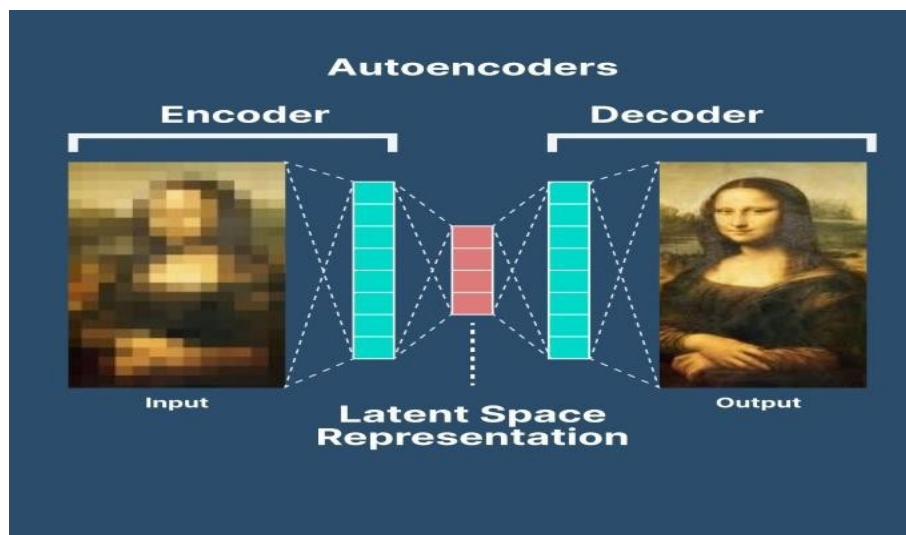 Autoencoders
Encoder
Decoder
Input
Output
Latent Space
Representation